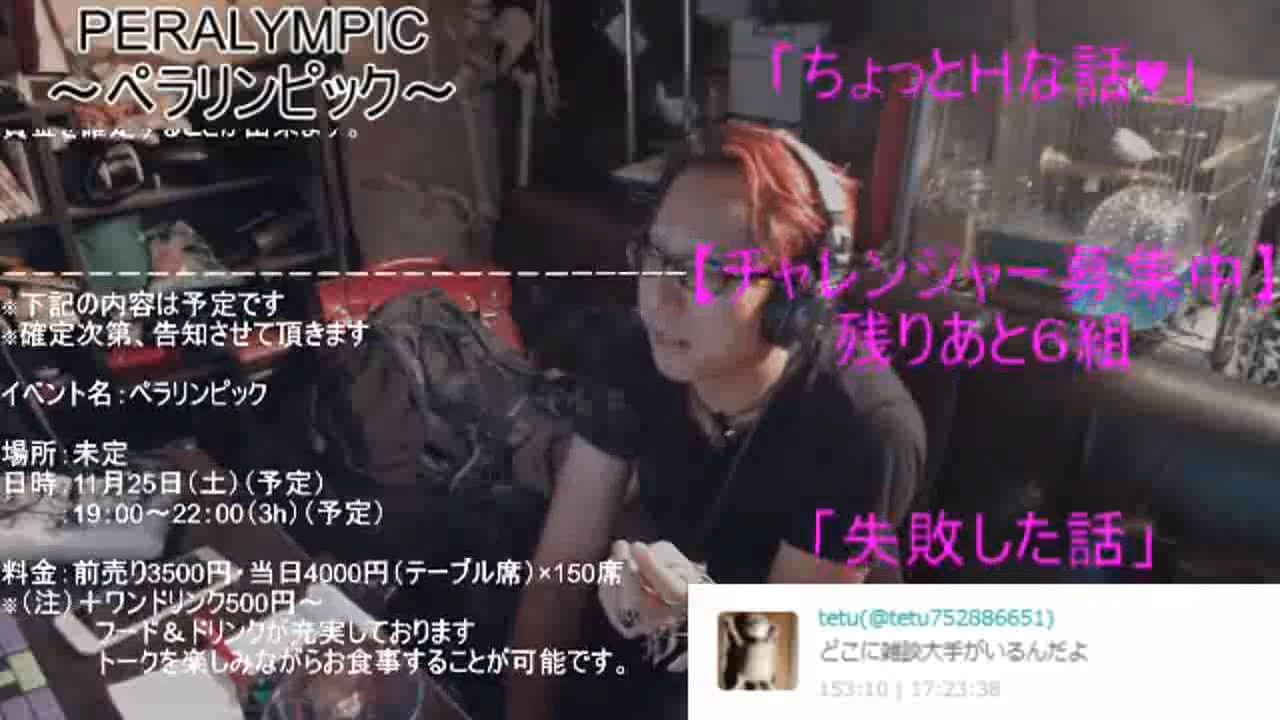 PERALYMPIC
～ペラリンピック～
することが出来ます。
※下記の内容は予定です
※確定次第、告知させて頂きます
イベント名：ペラリンピック
場所：未定
日時：11月25日（土）（予定）
：19:00～22:00（3h）（予定）
料金：前売り3500円・当日4000円（テーブル席）×150席
※（注）＋ワンドリンク500円～
フード＆ドリンクが充実しております
トークを楽しみながらお食事することが可能です。
「ちょっとHな話♥」
【チャレンジャー募集中】
残りあと6組
「失敗した話」
tetu(@tetu752886651)
どこに雑談大手がいるんだよ
153:10 | 17:23:38